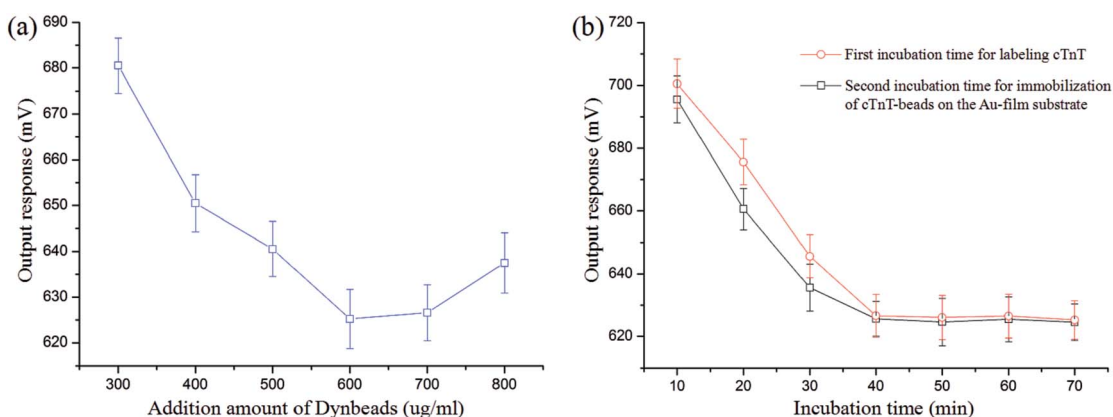 (a)
690
680
670
660
650
640
630
620
Output response (mV)
300 400 500 600 700 800
Addition amount of Dynbeads (ug/ml)
(b)
720
700
680
660
640
620
Output response (mV)
First incubation time for labeling cTnT
Second incubation time for immobilization
of cTnT-beads on the Au-film substrate
10 20 30 40 50 60 70
Incubation time (min)